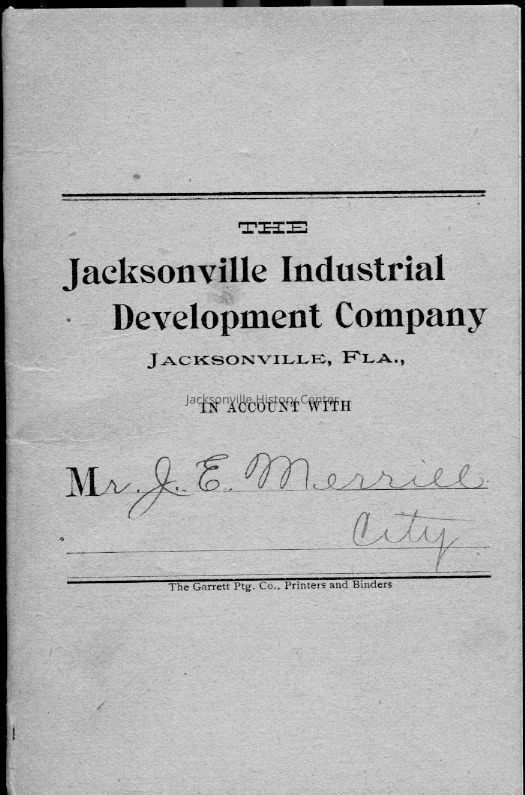 THE
Jacksonville Industrial
Development Company
JACKSONVILLE, FLA.,
Jacksonville History Center
IN ACCOUNT WITH
Mr. J. E. Merrill
City
The Garrett Ptg. Co., Printers and Binders